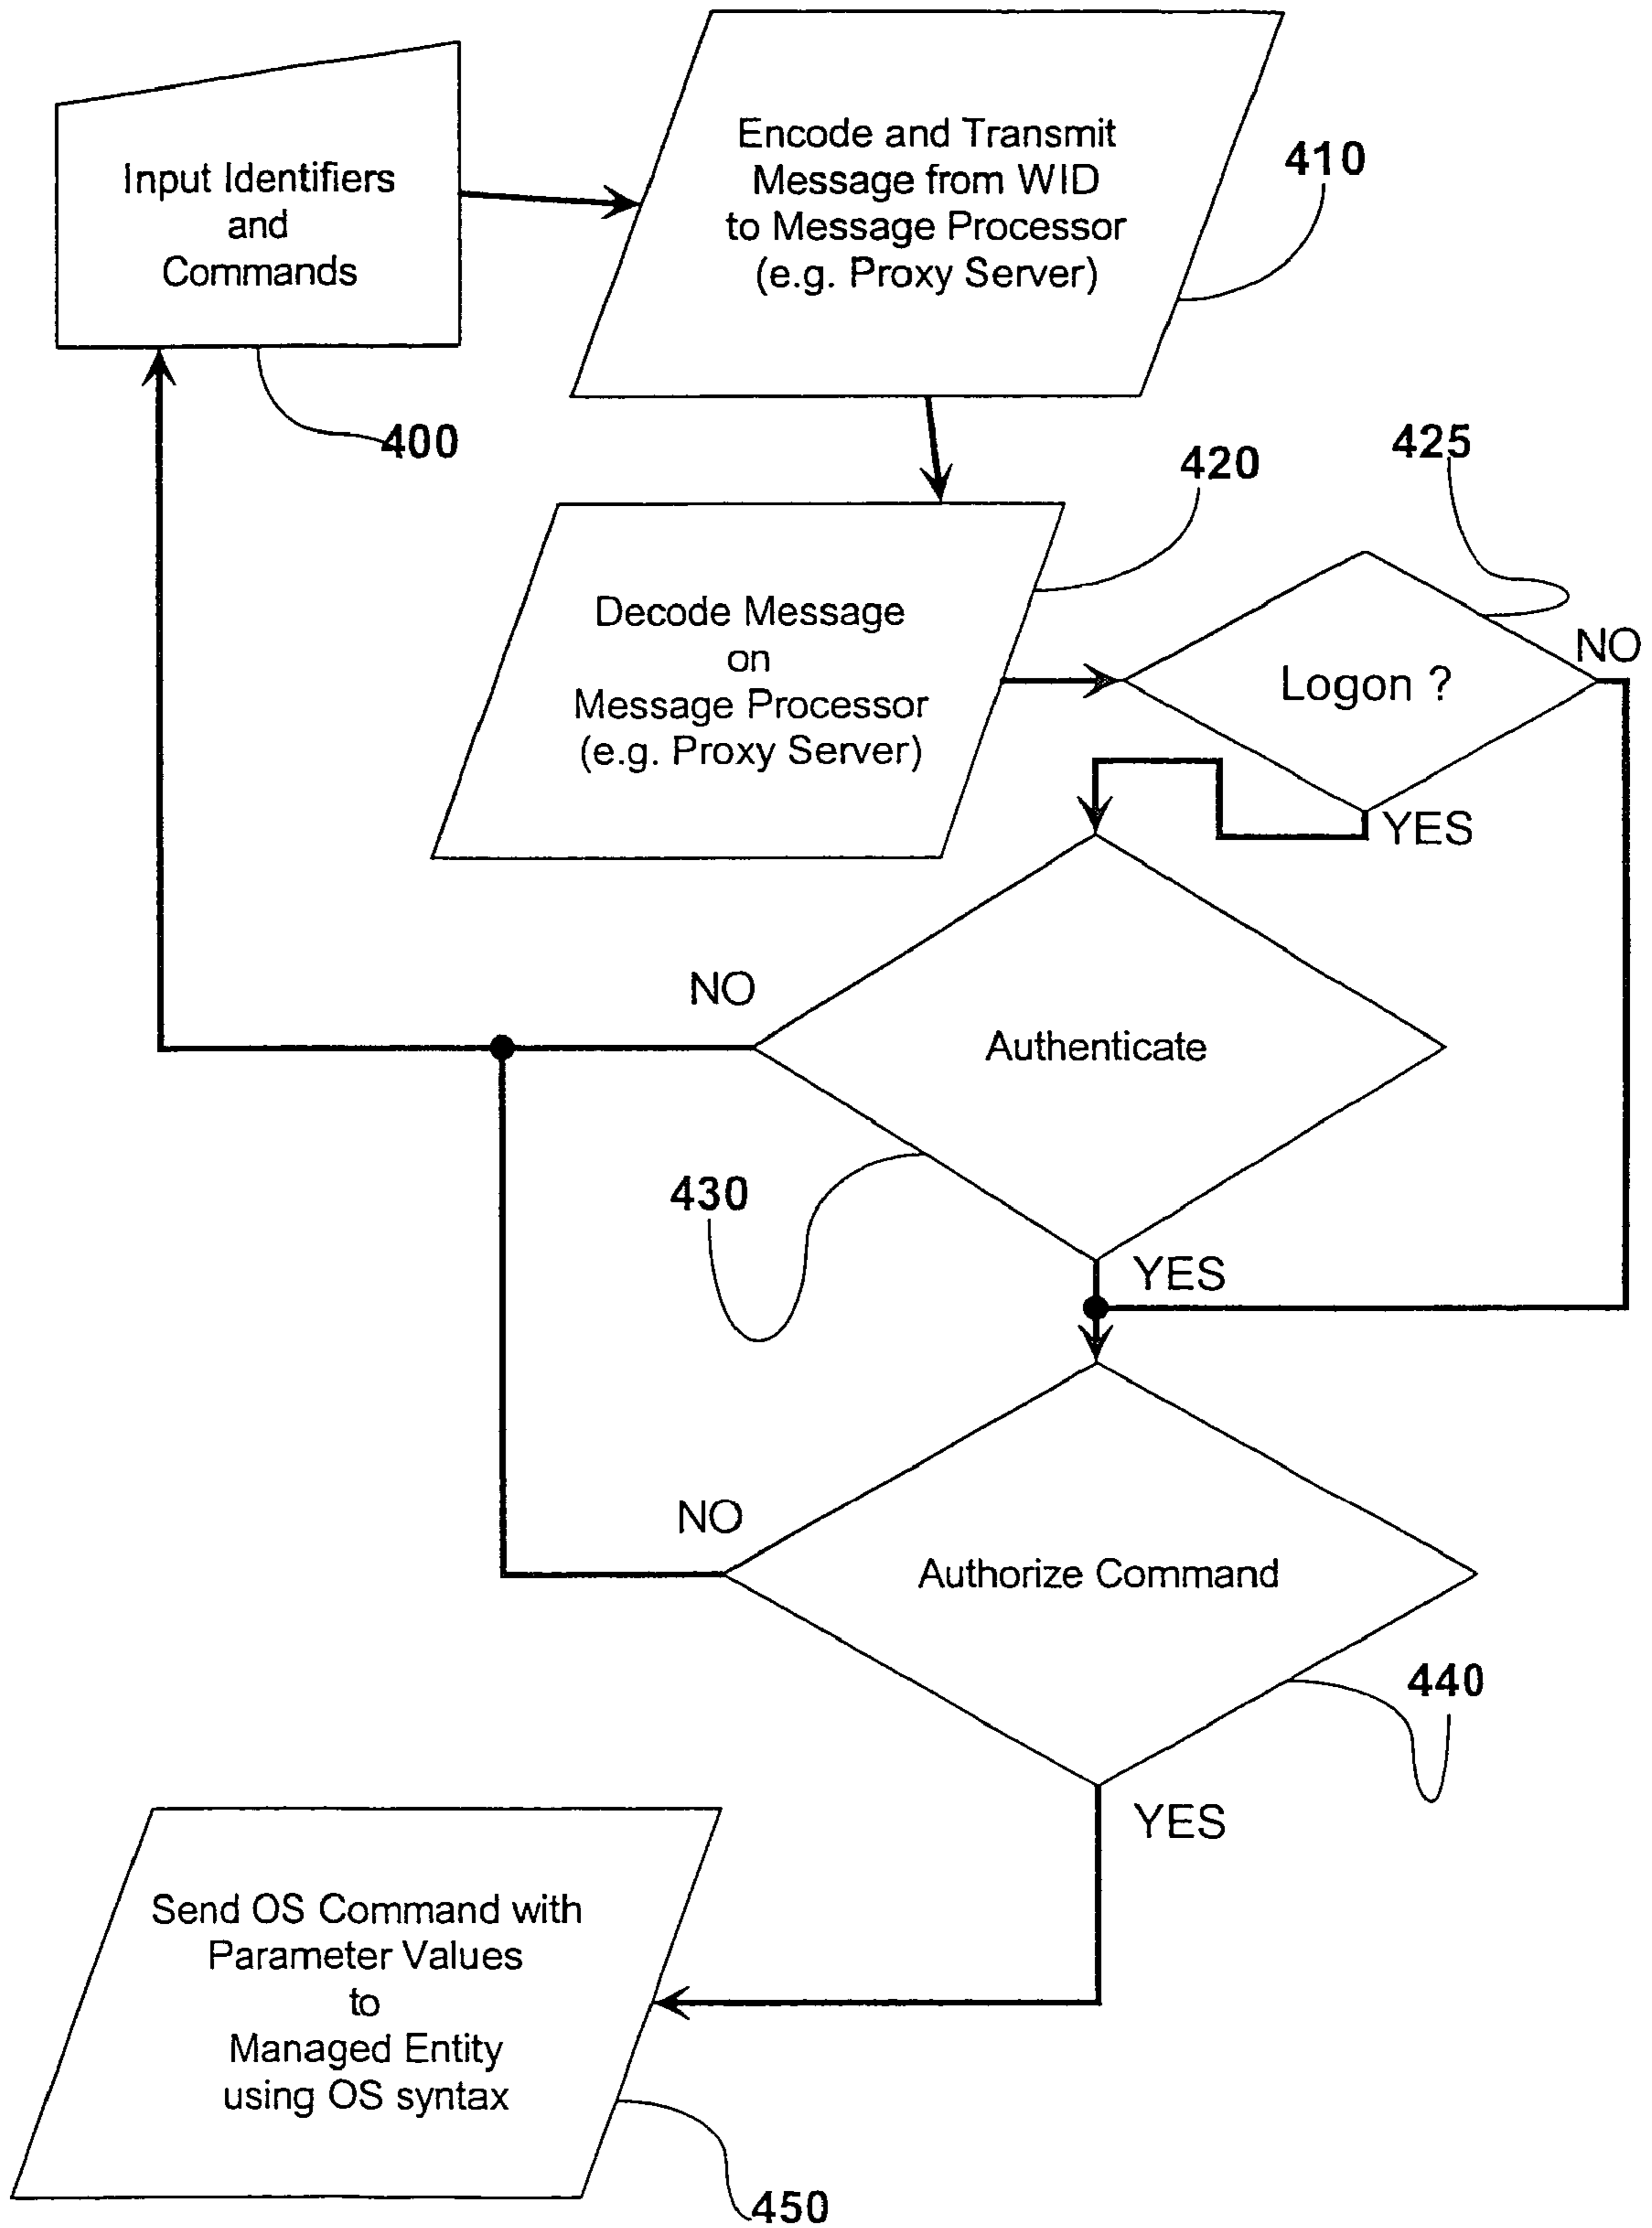 Input Identifiers
and
Commands
400
Encode and Transmit
Message from WID
to Message Processor
(e.g. Proxy Server)
410
Decode Message
on
Message Processor
(e.g. Proxy Server)
420
425
Logon ?
NO
YES
Authenticate
NO
430
YES
Authorize Command
NO
440
YES
Send OS Command with
Parameter Values
to
Managed Entity
using OS syntax
450